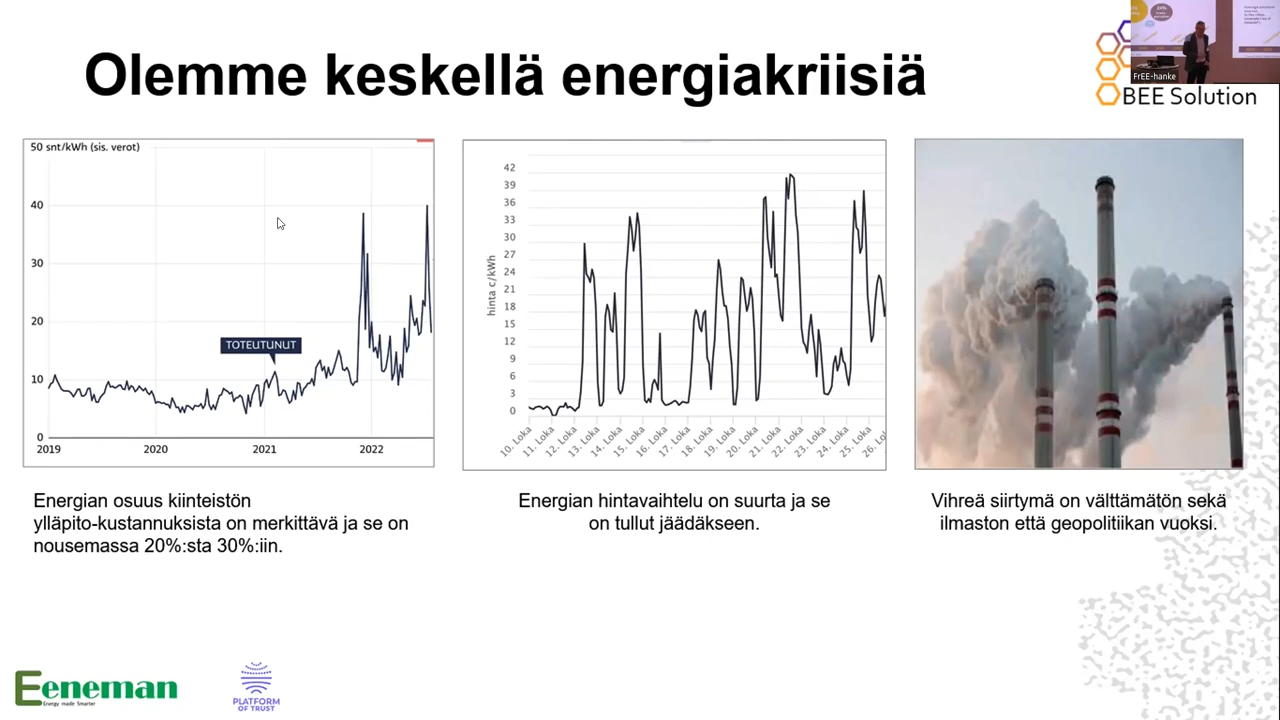 Olemme keskellä energiakriisiä
FrEE-hanke
BEE Solution
50 snt/kWh (sis. verot)
40
30
20
10
0
TOTEUTUNUT
2019 2020 2021 2022
hinta c/kWh
42
39
36
33
30
27
24
21
18
15
12
9
6
3
0
10. Loka 11. Loka 12. Loka 13. Loka 14. Loka 15. Loka 16. Loka 17. Loka 18. Loka 19. Loka 20. Loka 21. Loka 22. Loka 23. Loka 24. Loka 25. Loka 26. Lo
Energian osuus kiinteistön
ylläpito-kustannuksista on merkittävä ja se on
nousemassa 20%:sta 30%:iin.
Energian hintavaihtelu on suurta ja se
on tullut jäädäkseen.
Vihreä siirtymä on välttämätön sekä
ilmaston että geopolitiikan vuoksi.
Eeneman
Energy made Smarter
PLATFORM
OF TRUST